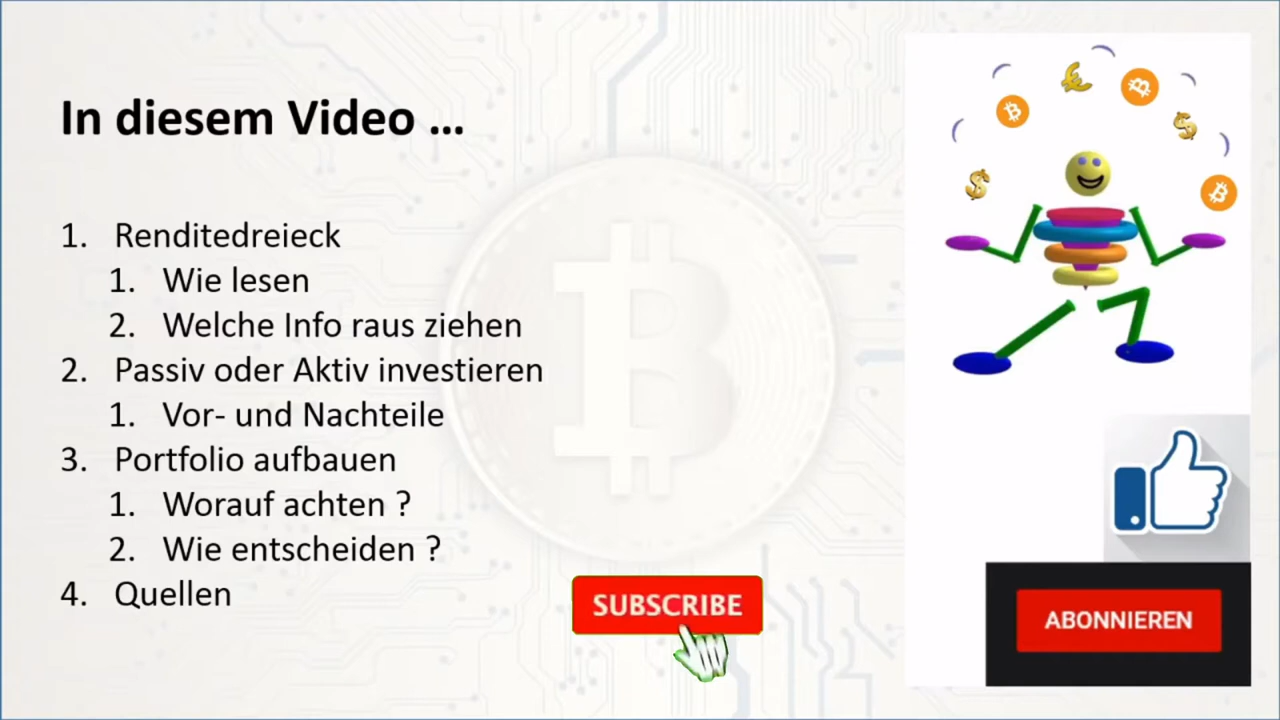 In diesem Video ...
1. Renditedreieck
1. Wie lesen
2. Welche Info raus ziehen
2. Passiv oder Aktiv investieren
1. Vor- und Nachteile
3. Portfolio aufbauen
1. Worauf achten ?
2. Wie entscheiden ?
4. Quellen
SUBSCRIBE
ABONNIEREN